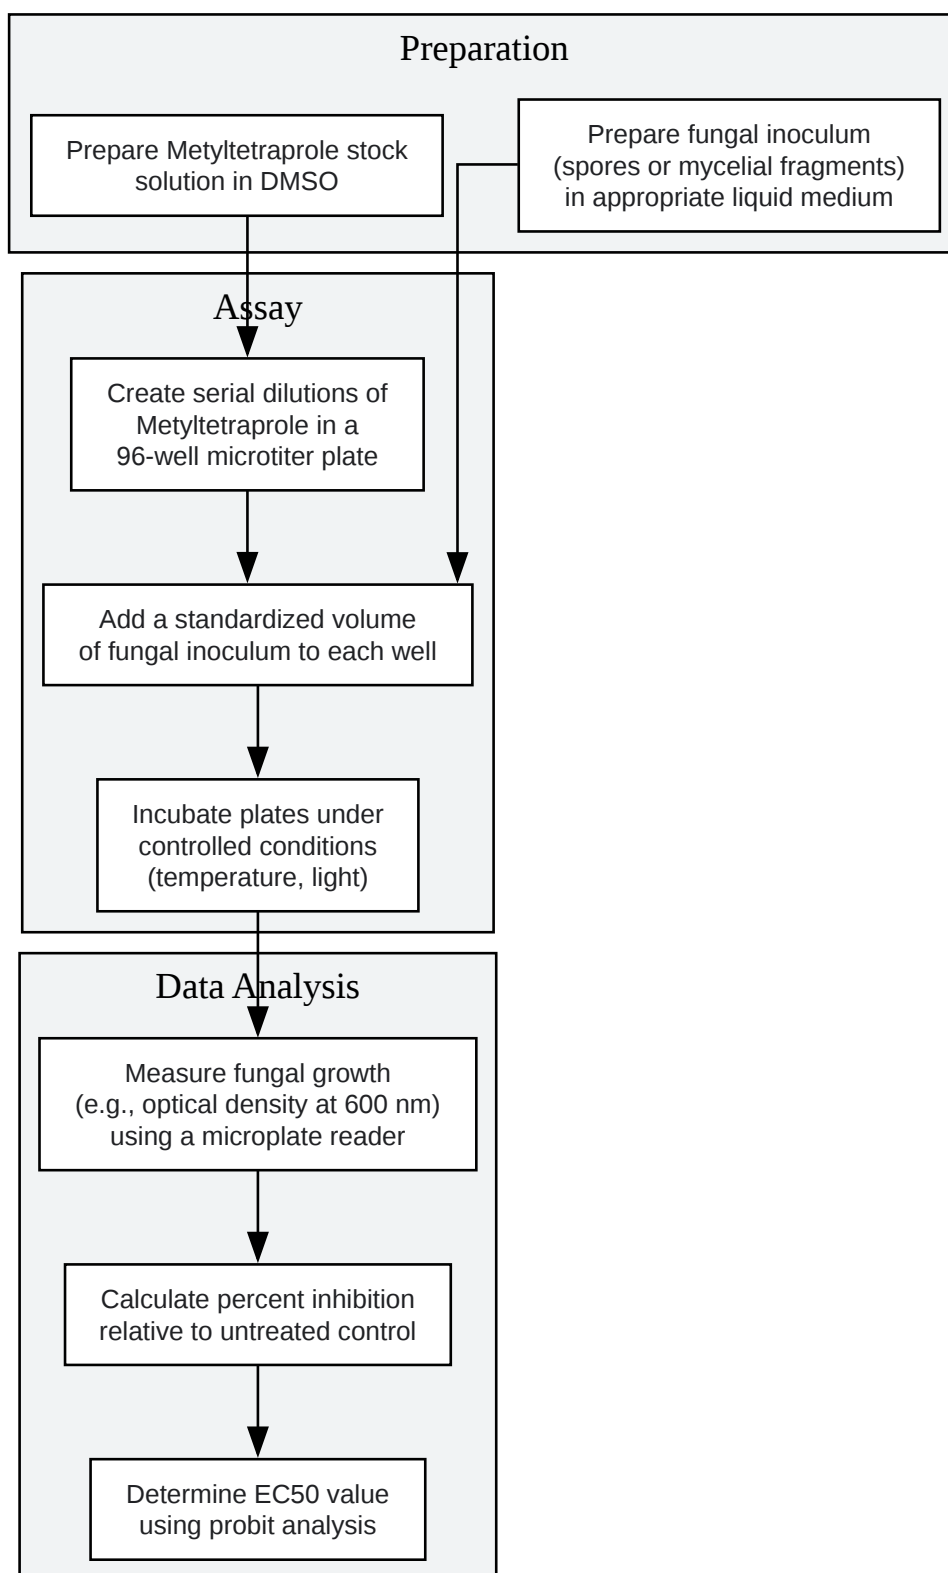 Preparation
Prepare Metyltetraprole stock
solution in DMSO
Prepare fungal inoculum
(spores or mycelial fragments)
in appropriate liquid medium
Assay
Create serial dilutions of
Metyltetraprole in a
96-well microtiter plate
Add a standardized volume
of fungal inoculum to each well
Incubate plates under
controlled conditions
(temperature, light)
Data Analysis
Measure fungal growth
(e.g., optical density at 600 nm)
using a microplate reader
Calculate percent inhibition
relative to untreated control
Determine EC50 value
using probit analysis